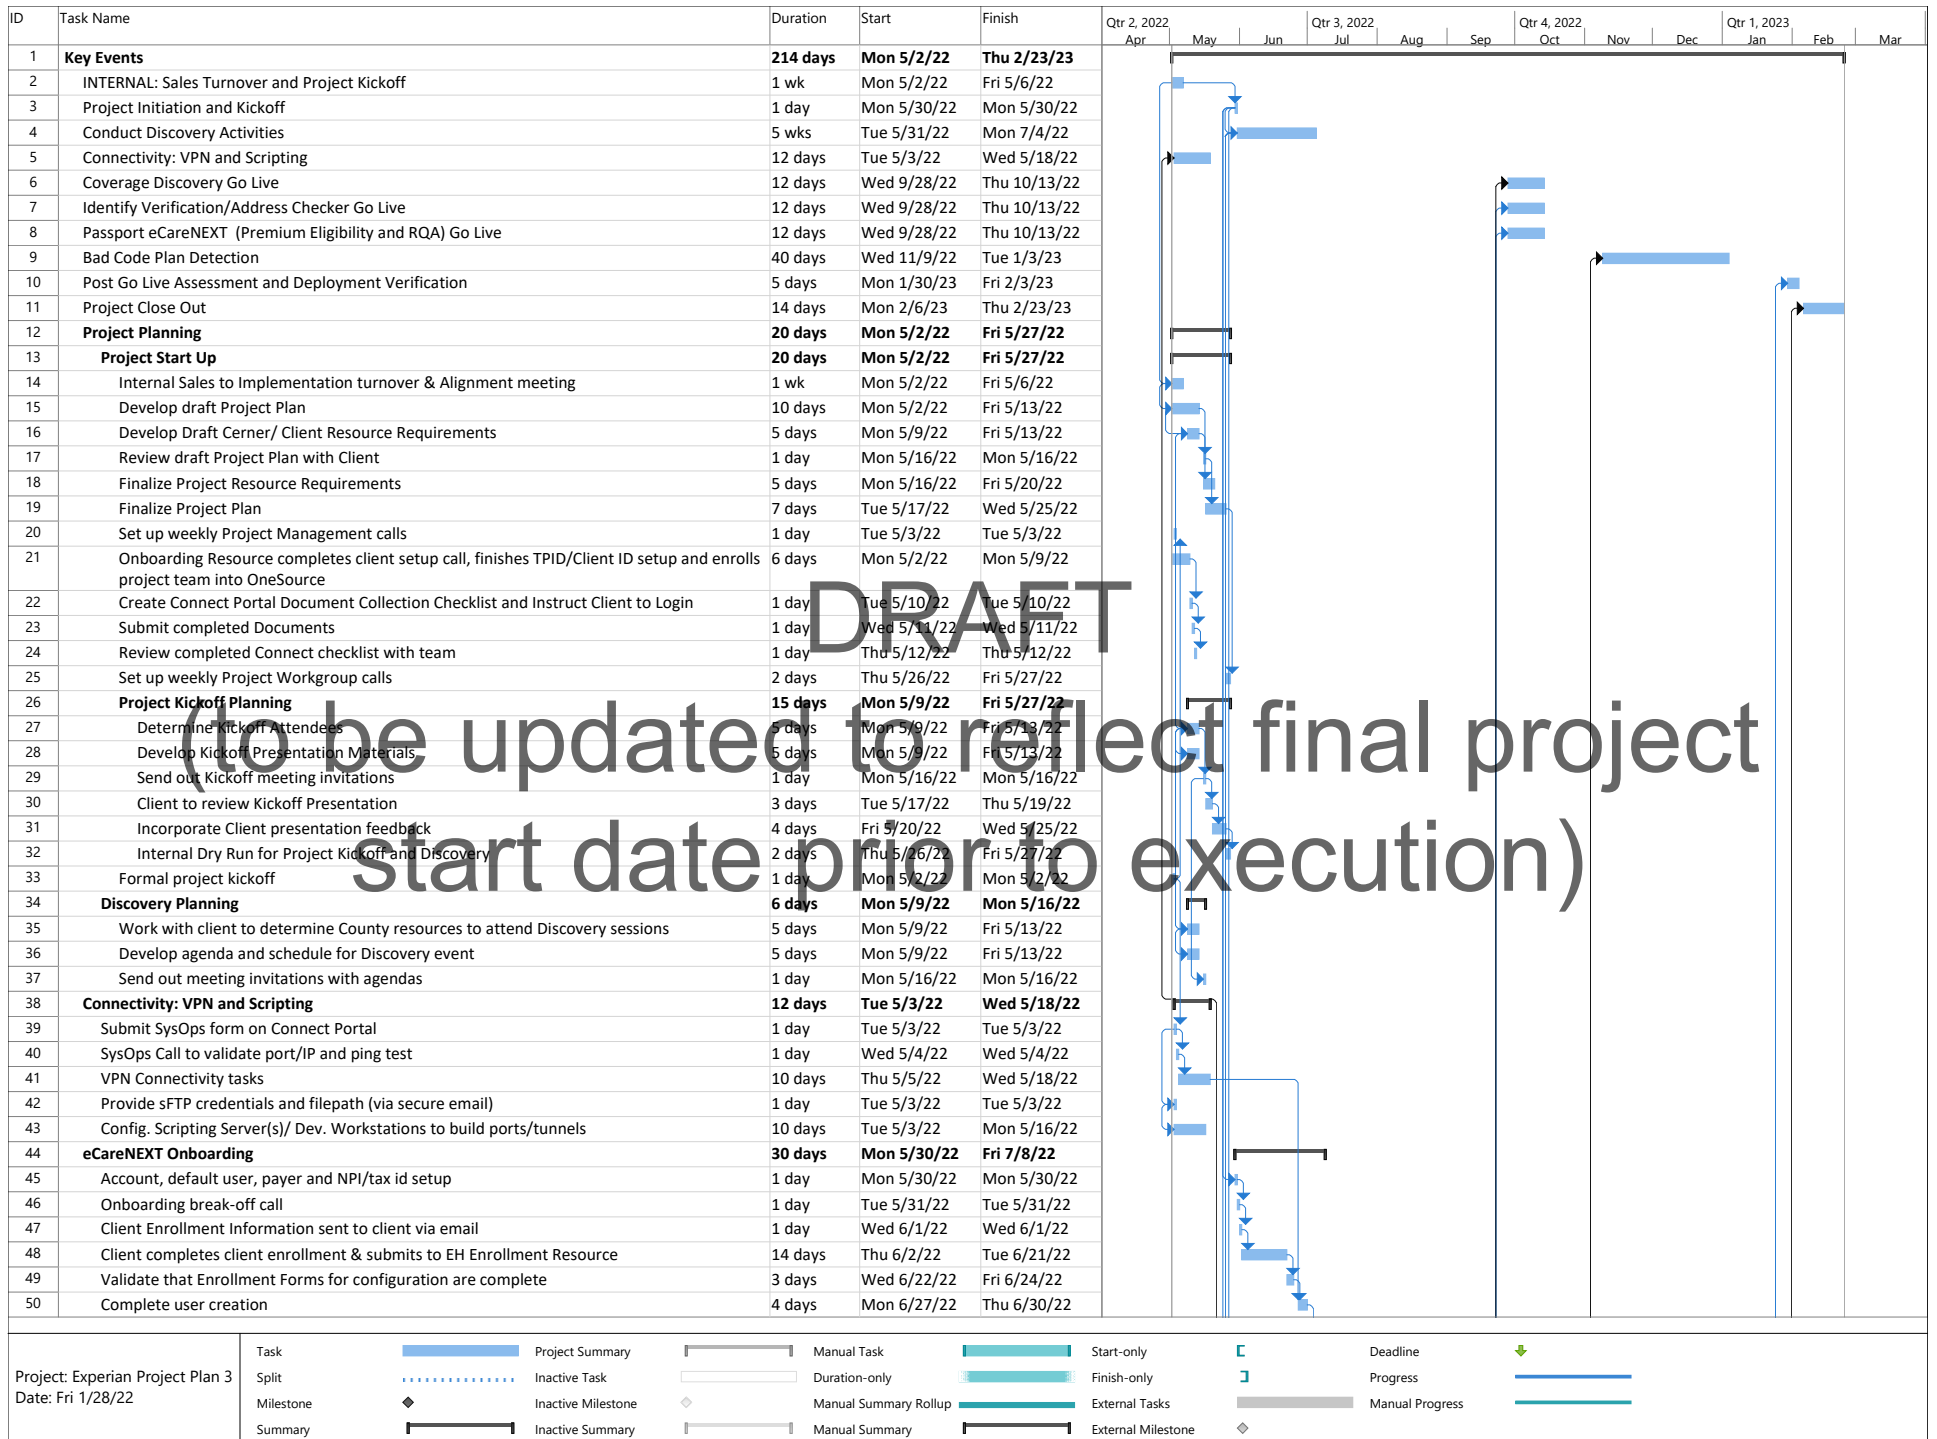 ID Task Name Duration Start Finish Qtr 2, 2022 Qtr 3, 2022 Qtr 4, 2022 Qtr 1, 2023
Apr May Jun Jul Aug Sep Oct Nov Dec Jan Feb Mar
1 Key Events 214 days Mon 5/2/22 Thu 2/23/23
2 INTERNAL: Sales Turnover and Project Kickoff 1 wk Mon 5/2/22 Fri 5/6/22
3 Project Initiation and Kickoff 1 day Mon 5/30/22 Mon 5/30/22
4 Conduct Discovery Activities 5 wks Tue 5/31/22 Mon 7/4/22
5 Connectivity: VPN and Scripting 12 days Tue 5/3/22 Wed 5/18/22
6 Coverage Discovery Go Live 12 days Wed 9/28/22 Thu 10/13/22
7 Identify Verification/Address Checker Go Live 12 days Wed 9/28/22 Thu 10/13/22
8 Passport eCareNEXT (Premium Eligibility and RQA) Go Live 12 days Wed 9/28/22 Thu 10/13/22
9 Bad Code Plan Detection 40 days Wed 11/9/22 Tue 1/3/23
10 Post Go Live Assessment and Deployment Verification 5 days Mon 1/30/23 Fri 2/3/23
11 Project Close Out 14 days Mon 2/6/23 Thu 2/23/23
12 Project Planning 20 days Mon 5/2/22 Fri 5/27/22
13 Project Start Up 20 days Mon 5/2/22 Fri 5/27/22
14 Internal Sales to Implementation turnover & Alignment meeting 1 wk Mon 5/2/22 Fri 5/6/22
15 Develop draft Project Plan 10 days Mon 5/2/22 Fri 5/13/22
16 Develop Draft Cerner/ Client Resource Requirements 5 days Mon 5/9/22 Fri 5/13/22
17 Review draft Project Plan with Client 1 day Mon 5/16/22 Mon 5/16/22
18 Finalize Project Resource Requirements 5 days Mon 5/16/22 Fri 5/20/22
19 Finalize Project Plan 7 days Tue 5/17/22 Wed 5/25/22
20 Set up weekly Project Management calls 1 day Tue 5/3/22 Tue 5/3/22
21 Onboarding Resource completes client setup call, finishes TPID/Client ID setup and enrolls 6 days Mon 5/2/22 Mon 5/9/22
project team into OneSource
DRAFT
22 Create Connect Portal Document Collection Checklist and Instruct Client to Login 1 day Tue 5/10/22 Tue 5/10/22
23 Submit completed Documents 1 day Wed 5/11/22 Wed 5/11/22
24 Review completed Connect checklist with team 1 day Thu 5/12/22 Thu 5/12/22
25 Set up weekly Project Workgroup calls 2 days Thu 5/26/22 Fri 5/27/22
26 Project Kickoff Planning 15 days Mon 5/9/22 Fri 5/27/22
(to be updated to reflect final project
27 Determine Kickoff Attendees 5 days Mon 5/9/22 Fri 5/13/22
28 Develop Kickoff Presentation Materials 5 days Mon 5/9/22 Fri 5/13/22
29 Send out Kickoff meeting invitations 1 day Mon 5/16/22 Mon 5/16/22
30 Client to review Kickoff Presentation 3 days Tue 5/17/22 Thu 5/19/22
31 Incorporate Client presentation feedback 4 days Fri 5/20/22 Wed 5/25/22
start date prior to execution)
32 Internal Dry Run for Project Kickoff and Discovery 2 days Thu 5/26/22 Fri 5/27/22
33 Formal project kickoff 1 day Mon 5/2/22 Mon 5/2/22
34 Discovery Planning 6 days Mon 5/9/22 Mon 5/16/22
35 Work with client to determine County resources to attend Discovery sessions 5 days Mon 5/9/22 Fri 5/13/22
36 Develop agenda and schedule for Discovery event 5 days Mon 5/9/22 Fri 5/13/22
37 Send out meeting invitations with agendas 1 day Mon 5/16/22 Mon 5/16/22
38 Connectivity: VPN and Scripting 12 days Tue 5/3/22 Wed 5/18/22
39 Submit SysOps form on Connect Portal 1 day Tue 5/3/22 Tue 5/3/22
40 SysOps Call to validate port/IP and ping test 1 day Wed 5/4/22 Wed 5/4/22
41 VPN Connectivity tasks 10 days Thu 5/5/22 Wed 5/18/22
42 Provide sFTP credentials and filepath (via secure email) 1 day Tue 5/3/22 Tue 5/3/22
43 Config. Scripting Server(s)/ Dev. Workstations to build ports/tunnels 10 days Tue 5/3/22 Mon 5/16/22
44 eCareNEXT Onboarding 30 days Mon 5/30/22 Fri 7/8/22
45 Account, default user, payer and NPI/tax id setup 1 day Mon 5/30/22 Mon 5/30/22
46 Onboarding break-off call 1 day Tue 5/31/22 Tue 5/31/22
47 Client Enrollment Information sent to client via email 1 day Wed 6/1/22 Wed 6/1/22
48 Client completes client enrollment & submits to EH Enrollment Resource 14 days Thu 6/2/22 Tue 6/21/22
49 Validate that Enrollment Forms for configuration are complete 3 days Wed 6/22/22 Fri 6/24/22
50 Complete user creation 4 days Mon 6/27/22 Thu 6/30/22
Project: Experian Project Plan 3
Date: Fri 1/28/22
Task Project Summary Manual Task Start-only Deadline
Split Inactive Task Duration-only Finish-only Progress
Milestone Inactive Milestone Manual Summary Rollup External Tasks Manual Progress
Summary Inactive Summary Manual Summary External Milestone